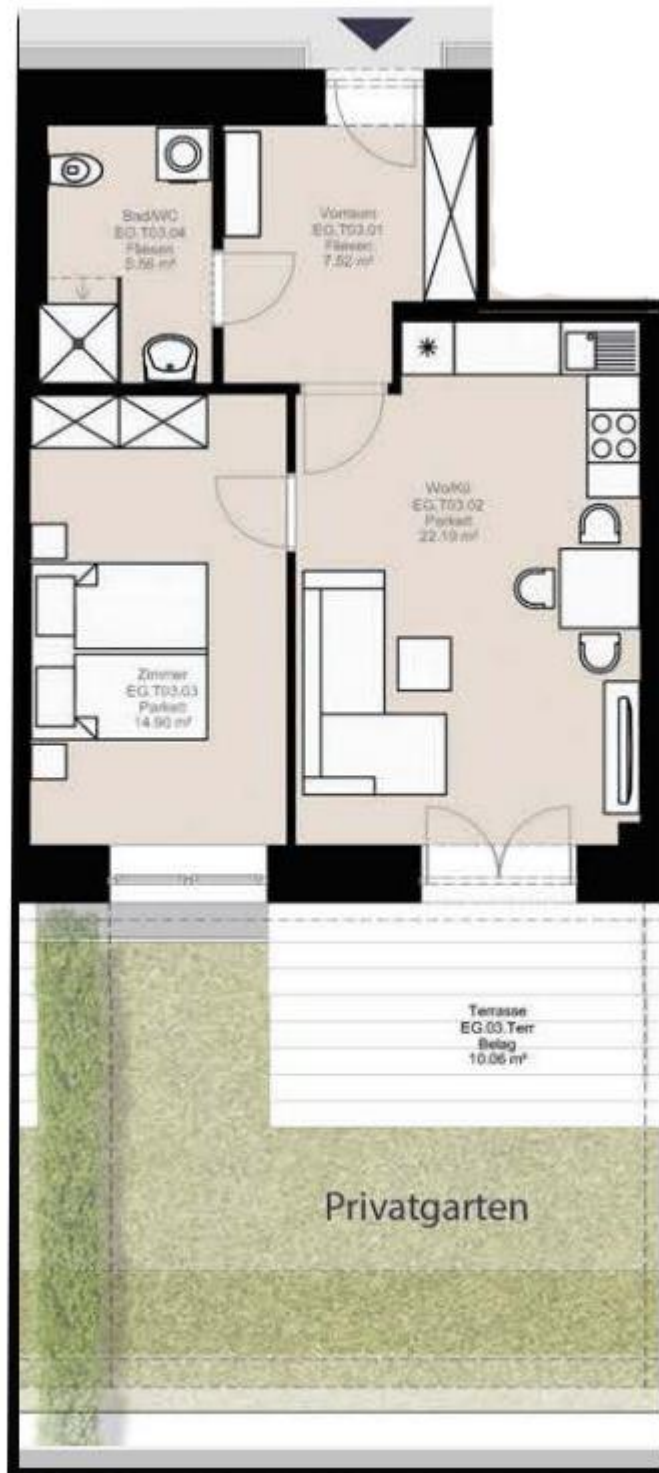 Bad/WC
EG.T03.04
Fliesen
5.56 m²
Vorraum
EG.T03.01
Fliesen
7.52 m²
Wo/Kü
EG.T03.02
Parkett
22.19 m²
Zimmer
EG.T03.03
Parkett
14.90 m²
Terrasse
EG.03.Terr
Belag
10.06 m²
Privatgarten